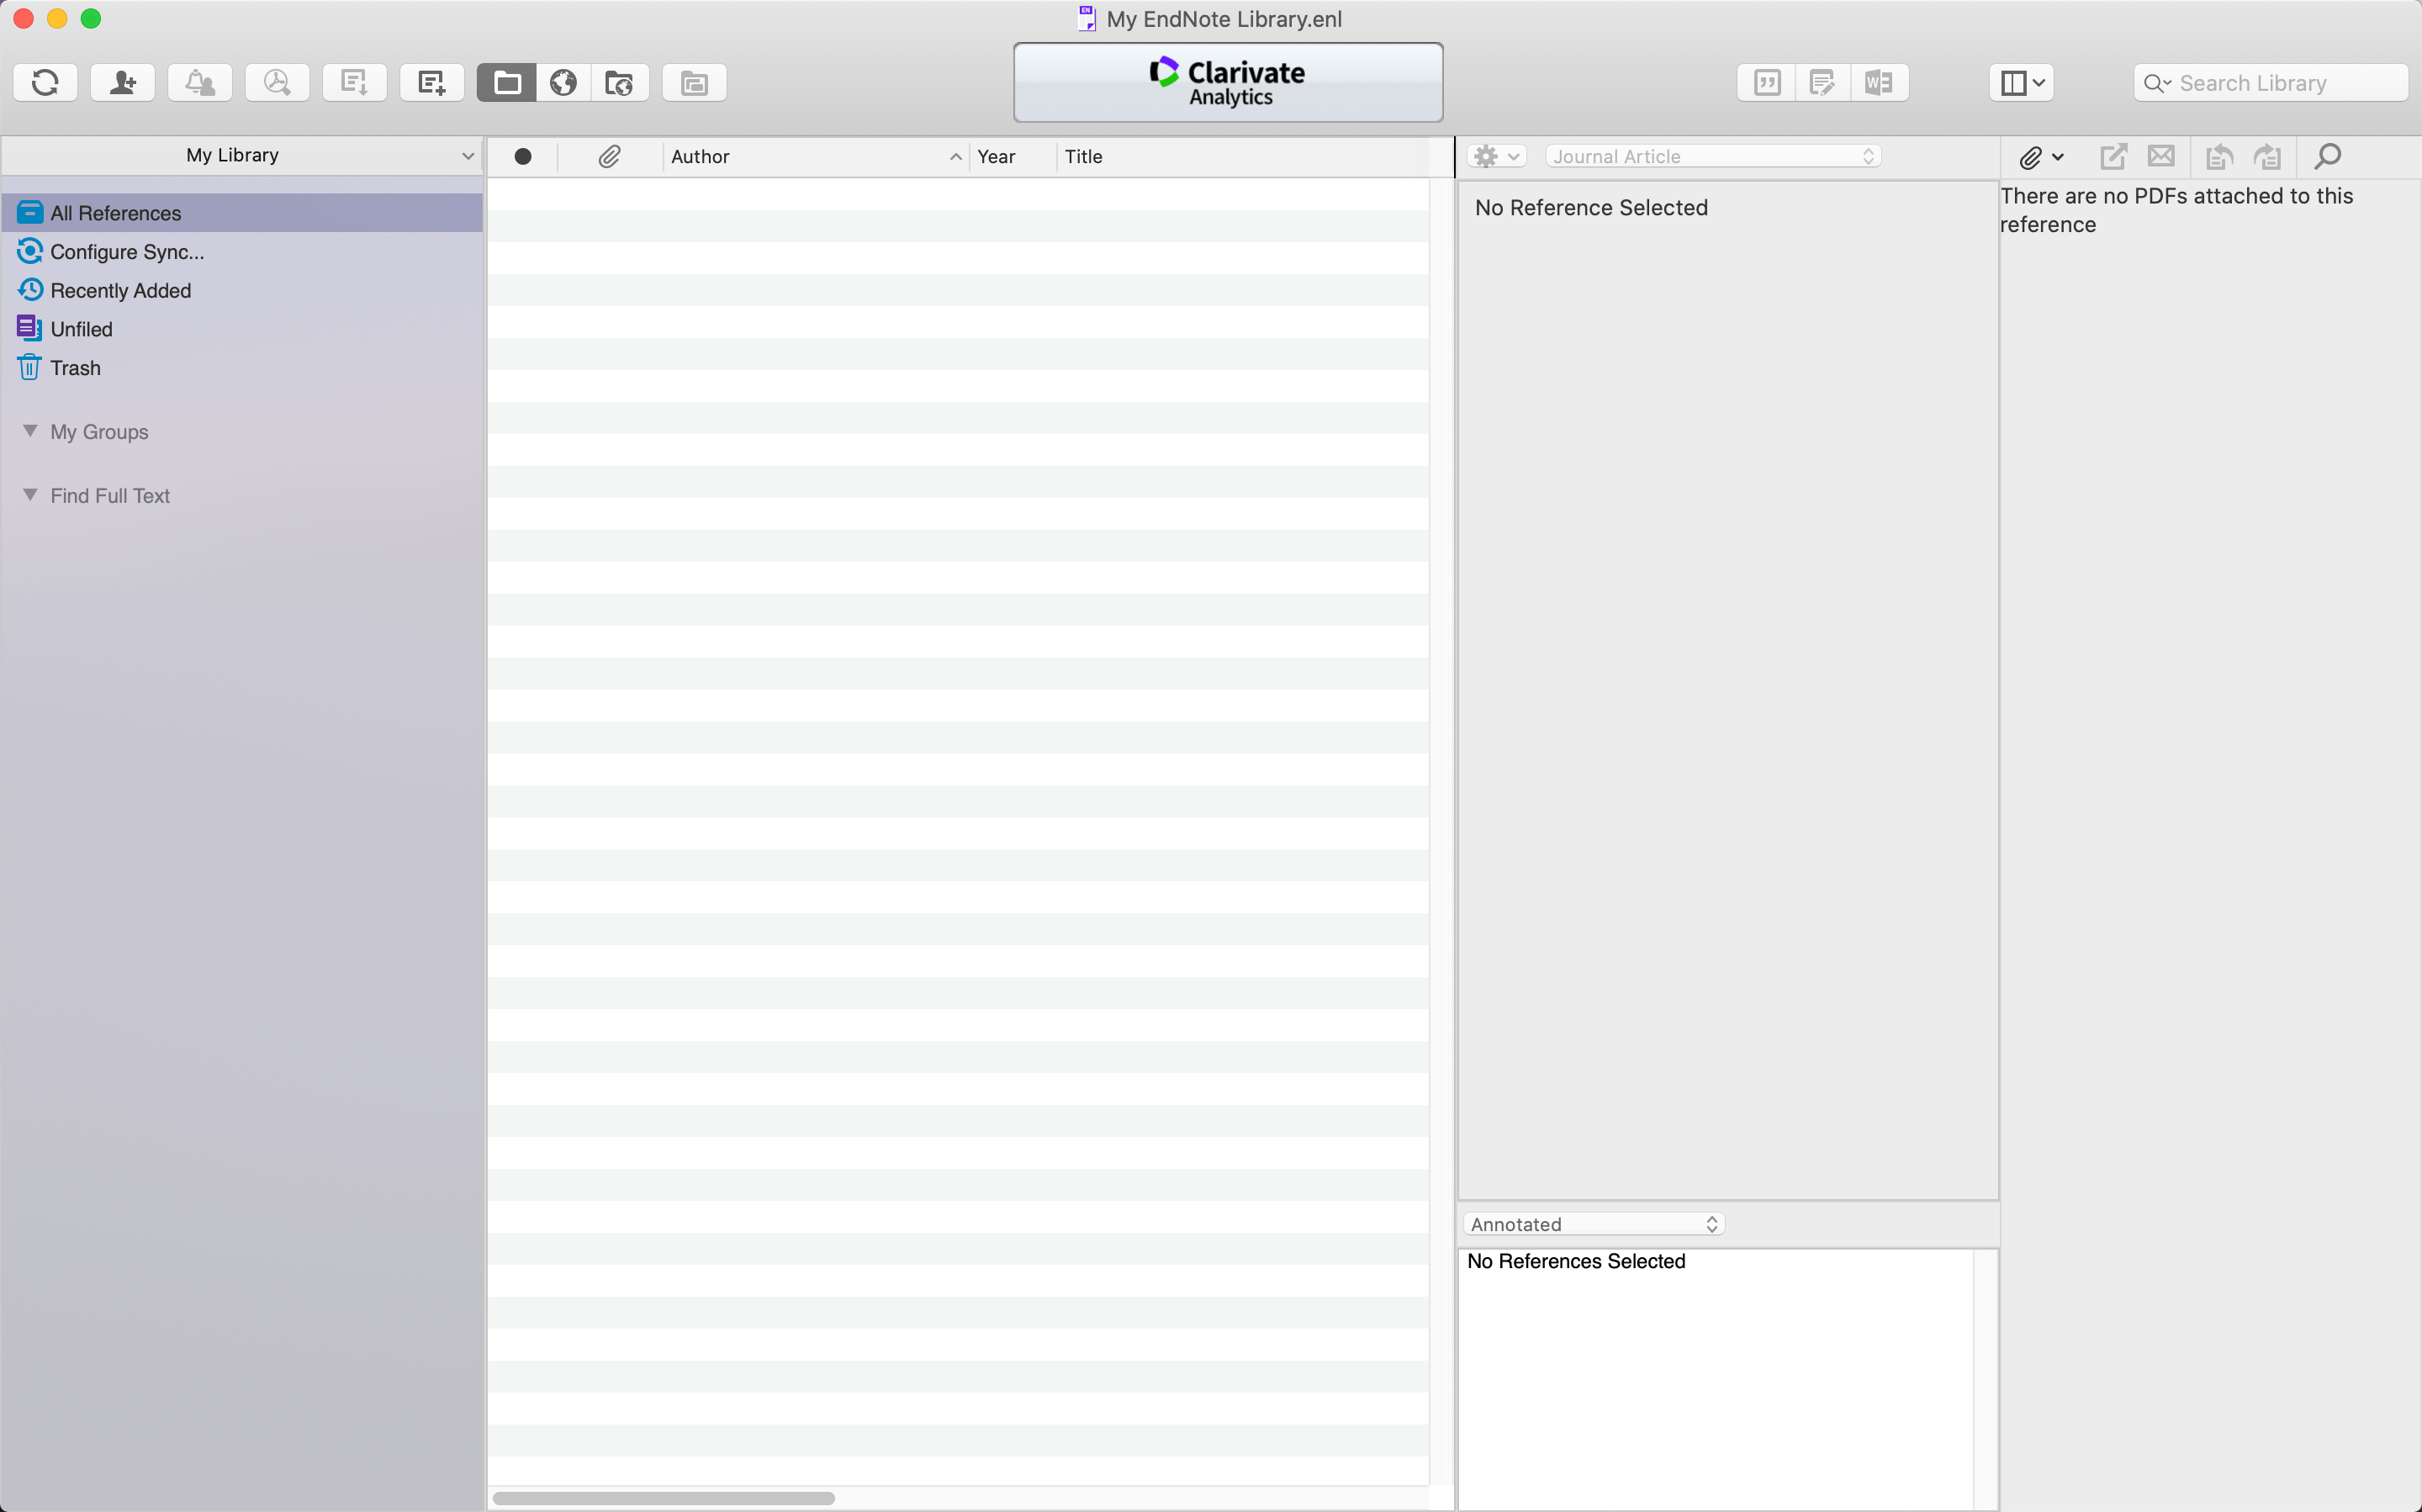 My EndNote Library.enl
Clarivate
Analytics
Search Library
My Library
Author
Year
Title
Journal Article
All References
Configure Sync...
Recently Added
Unfiled
Trash
My Groups
Find Full Text
No Reference Selected
There are no PDFs attached to this
reference
Annotated
No References Selected